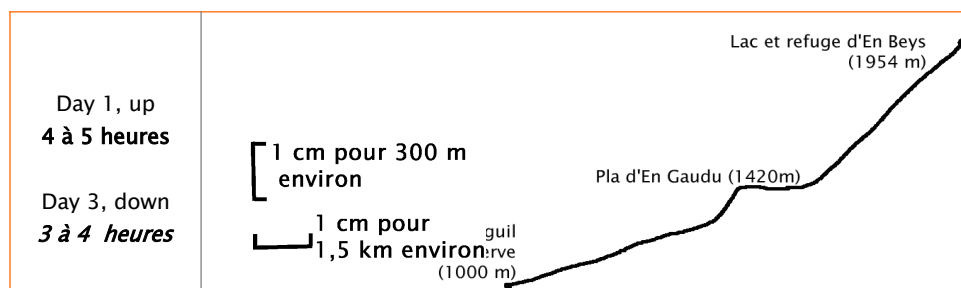 Day 1, up
4 à 5 heures
Day 3, down
3 à 4 heures
Lac et refuge d'En Beys
(1954 m)
1 cm pour 300 m
environ
Pla d'En Gaudu (1420m)
1 cm pour
1,5 km environ
(1000 m)